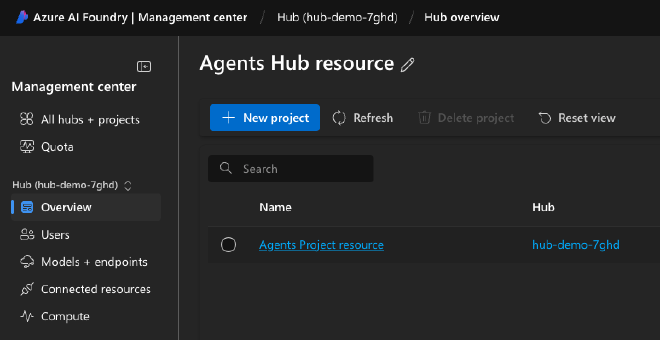 Azure AI Foundry | Management center / Hub (hub-demo-7ghd) / Hub overview
Management center
All hubs + projects
Quota
Hub (hub-demo-7ghd)
Overview
Users
Models + endpoints
Connected resources
Compute
Agents Hub resource
New project Refresh Delete project Reset view
Search
Name Hub
Agents Project resource hub-demo-7ghd